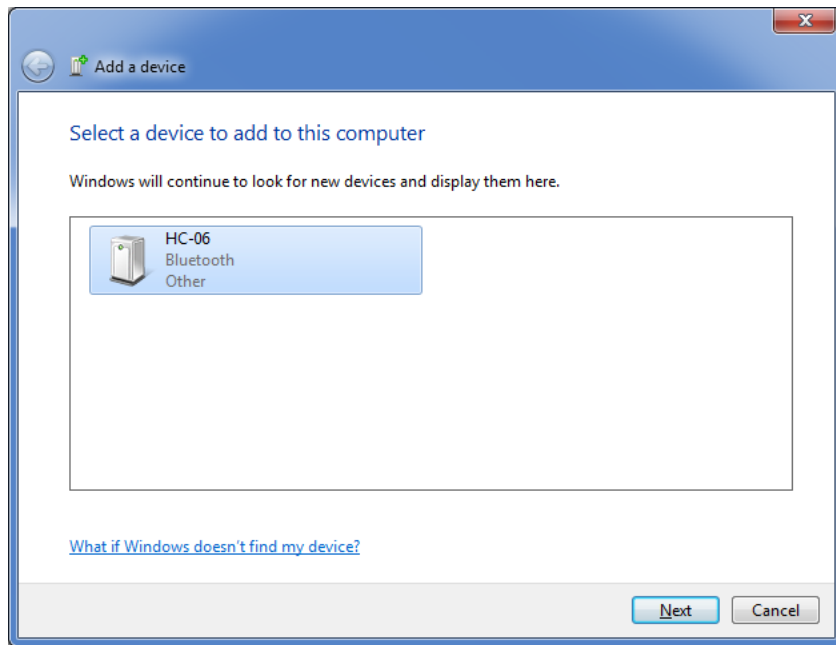 Add a device
Select a device to add to this computer
Windows will continue to look for new devices and display them here.
HC-06
Bluetooth
Other
What if Windows doesn't find my device?
Next
Cancel